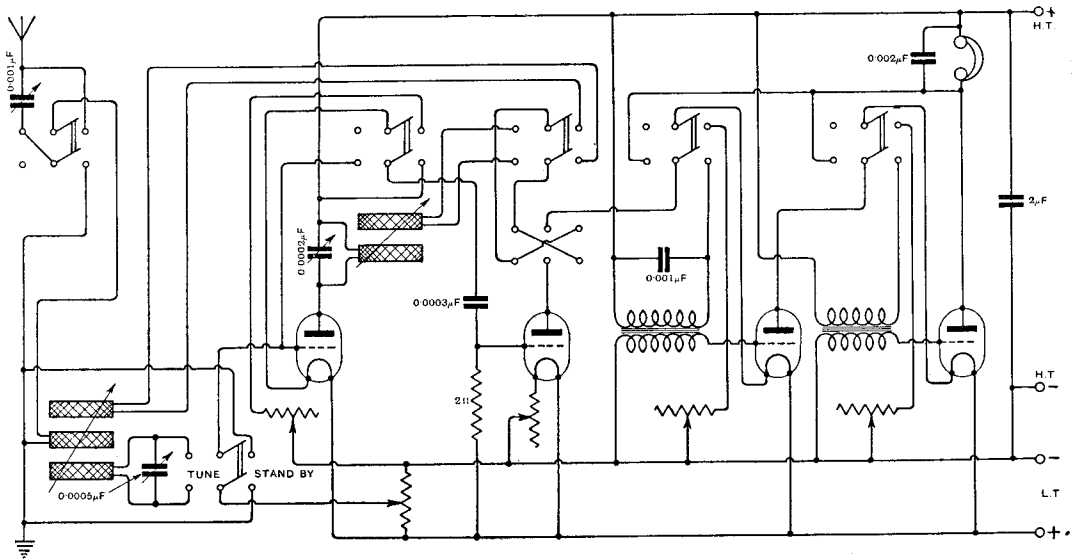 +
H.T.
0·001μF
0·002μF
2μF
0·0002μF
0·001μF
0·0003μF
H.T
−
2Ω
−
TUNE
STAND BY
0·0005μF
L.T
+